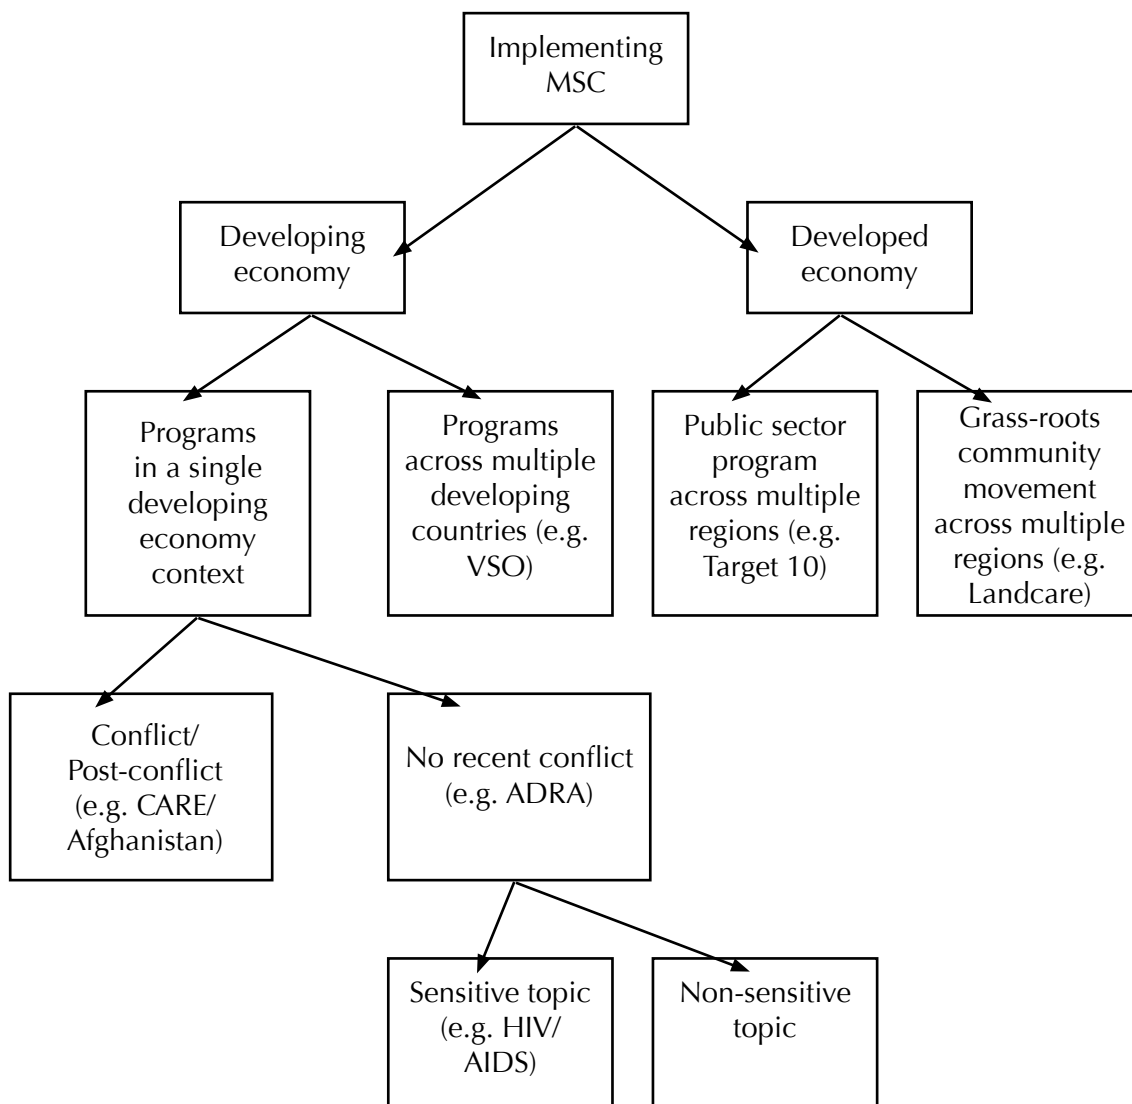 Implementing
MSC
Developing
economy
Developed
economy
Programs
in a single
developing
economy
context
Programs
across multiple
developing
countries (e.g.
VSO)
Public sector
program
across multiple
regions (e.g.
Target 10)
Grass-roots
community
movement
across multiple
regions (e.g.
Landcare)
Conflict/
Post-conflict
(e.g. CARE/
Afghanistan)
No recent conflict
(e.g. ADRA)
Sensitive topic
(e.g. HIV/
AIDS)
Non-sensitive
topic